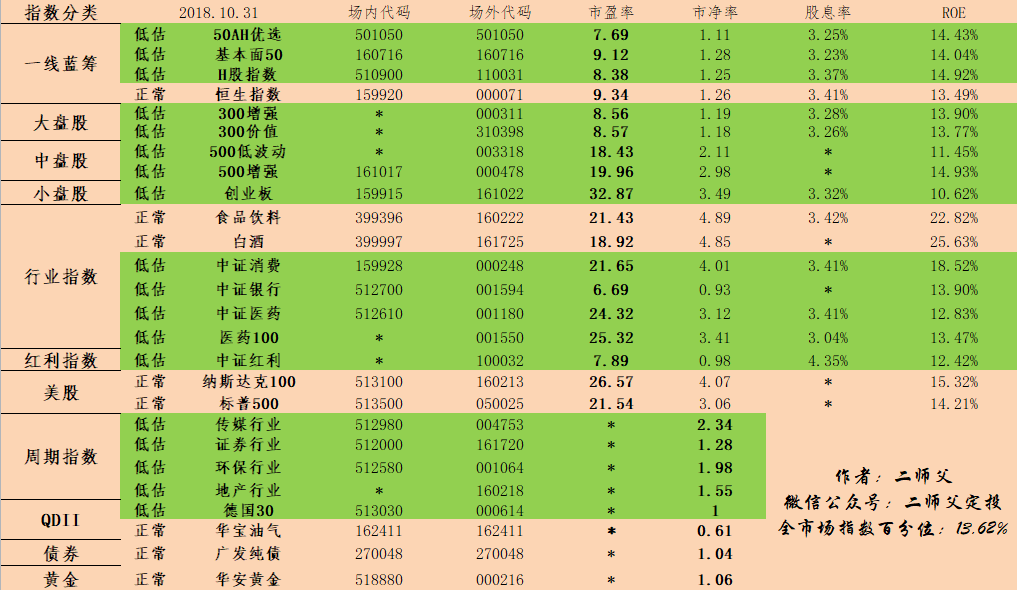 指数分类 2018.10.31 场内代码 场外代码 市盈率 市净率 股息率 ROE
一线蓝筹
低估 50AH优选 501050 501050 7.69 1.11 3.25% 14.43%
低估 基本面50 160716 160716 9.12 1.28 3.23% 14.04%
低估 H股指数 510900 110031 8.38 1.25 3.37% 14.92%
正常 恒生指数 159920 000071 9.34 1.26 3.41% 13.49%
大盘股
低估 300增强 * 000311 8.56 1.19 3.28% 13.90%
低估 300价值 * 310398 8.57 1.18 3.26% 13.77%
中盘股
低估 500低波动 * 003318 18.43 2.11 * 11.45%
低估 500增强 161017 000478 19.96 2.98 * 14.93%
小盘股 低估 创业板 159915 161022 32.87 3.49 3.32% 10.62%
行业指数
正常 食品饮料 399396 160222 21.43 4.89 3.42% 22.82%
正常 白酒 399997 161725 18.92 4.85 * 25.63%
低估 中证消费 159928 000248 21.65 4.01 3.41% 18.52%
低估 中证银行 512700 001594 6.69 0.93 * 13.90%
低估 中证医药 512610 001180 24.32 3.12 3.41% 12.83%
低估 医药100 * 001550 25.32 3.41 3.04% 13.47%
红利指数 低估 中证红利 * 100032 7.89 0.98 4.35% 12.42%
美股
正常 纳斯达克100 513100 160213 26.57 4.07 * 15.32%
正常 标普500 513500 050025 21.54 3.06 * 14.21%
周期指数
低估 传媒行业 512980 004753 * 2.34
低估 证券行业 512000 161720 * 1.28
低估 环保行业 512580 001064 * 1.98
低估 地产行业 * 160218 * 1.55
QDII
低估 德国30 513030 000614 * 1
正常 华宝油气 162411 162411 * 0.61
债券 正常 广发纯债 270048 270048 * 1.04
黄金 正常 华安黄金 518880 000216 * 1.06
作者：二师父
微信公众号：二师父定投
全市场指数百分位：13.62%